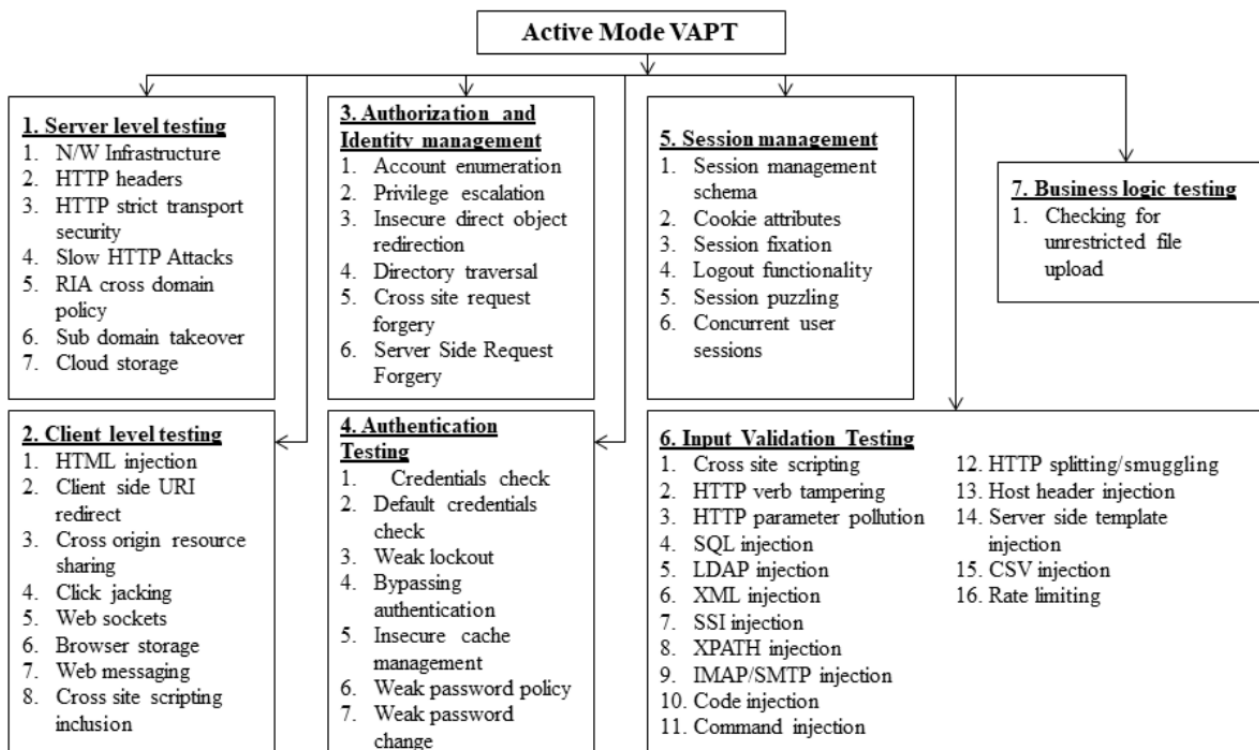 Active Mode VAPT
1. Server level testing
1. N/W Infrastructure
2. HTTP headers
3. HTTP strict transport
security
4. Slow HTTP Attacks
5. RIA cross domain
policy
6. Sub domain takeover
7. Cloud storage
2. Client level testing
1. HTML injection
2. Client side URI
redirect
3. Cross origin resource
sharing
4. Click jacking
5. Web sockets
6. Browser storage
7. Web messaging
8. Cross site scripting
inclusion
3. Authorization and
Identity management
1. Account enumeration
2. Privilege escalation
3. Insecure direct object
redirection
4. Directory traversal
5. Cross site request
forgery
6. Server Side Request
Forgery
4. Authentication
Testing
1. Credentials check
2. Default credentials
check
3. Weak lockout
4. Bypassing
authentication
5. Insecure cache
management
6. Weak password policy
7. Weak password
change
5. Session management
1. Session management
schema
2. Cookie attributes
3. Session fixation
4. Logout functionality
5. Session puzzling
6. Concurrent user
sessions
6. Input Validation Testing
1. Cross site scripting
2. HTTP verb tampering
3. HTTP parameter pollution
4. SQL injection
5. LDAP injection
6. XML injection
7. SSI injection
8. XPATH injection
9. IMAP/SMTP injection
10. Code injection
11. Command injection
12. HTTP splitting/smuggling
13. Host header injection
14. Server side template
injection
15. CSV injection
16. Rate limiting
7. Business logic testing
1. Checking for
unrestricted file
upload